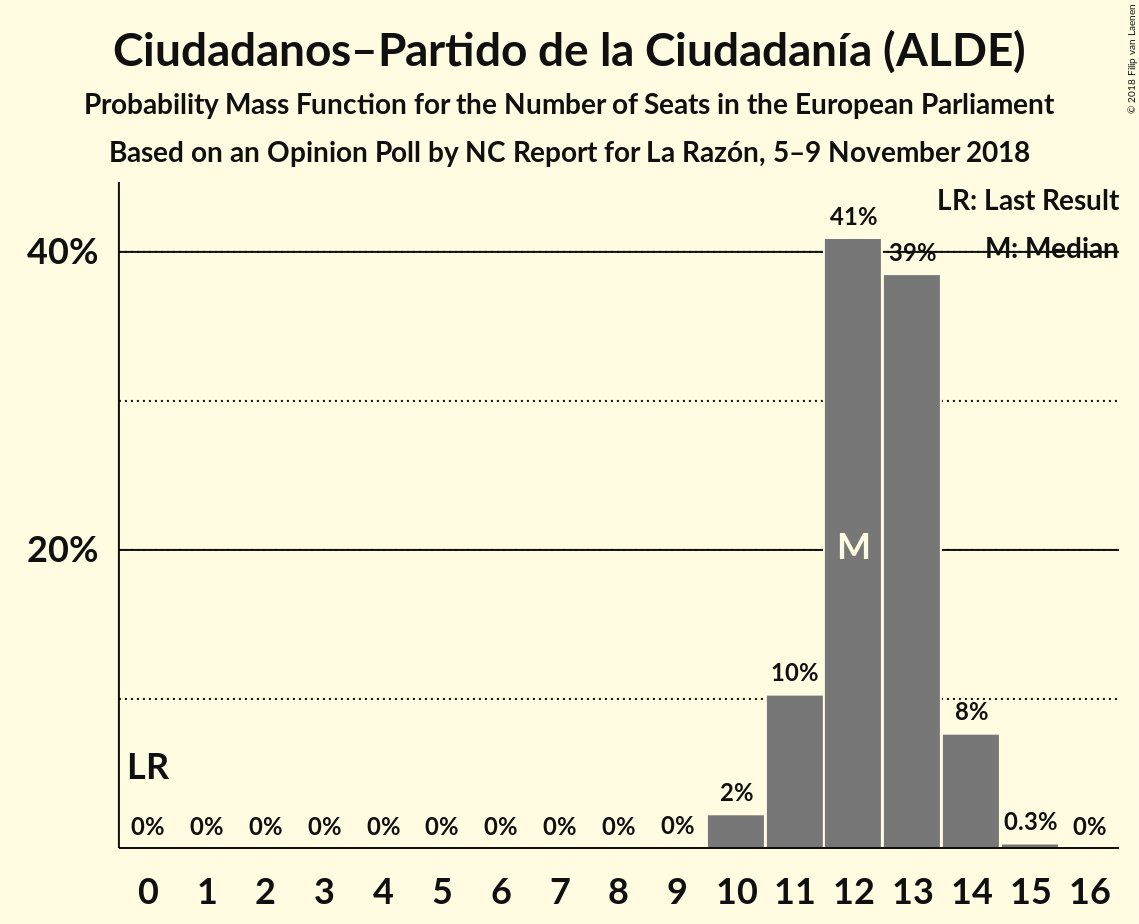 Ciudadanos–Partido de la Ciudadanía (ALDE)
Probability Mass Function for the Number of Seats in the European Parliament
Based on an Opinion Poll by NC Report for La Razón, 5–9 November 2018
© 2018 Filip van Laenen
LR: Last Result
M: Median
40%
20%
41%
39%
M
10%
8%
LR
2%
0% 0% 0% 0% 0% 0% 0% 0% 0% 0% 0.3% 0%
0 1 2 3 4 5 6 7 8 9 10 11 12 13 14 15 16